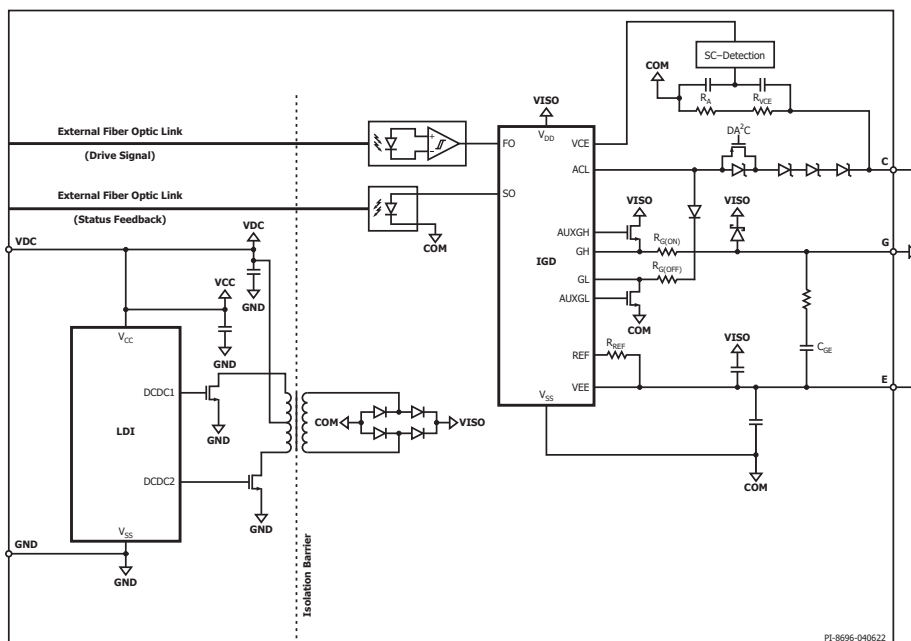 SC–Detection
COM
R_A
R_VCE
VISO
External Fiber Optic Link
(Drive Signal)
V_DD
FO
VCE
DA²C
ACL
C
External Fiber Optic Link
(Status Feedback)
SO
COM
VISO
VISO
AUXGH
GH
R_G(ON)
G
IGD
VDC
VDC
GND
GL
R_G(OFF)
AUXGL
COM
VCC
GND
V_CC
REF
R_REF
VISO
C_GE
VEE
E
V_SS
DCDC1
GND
COM
VISO
LDI
DCDC2
GND
COM
V_SS
GND
GND
Isolation Barrier
PI-8696-040622